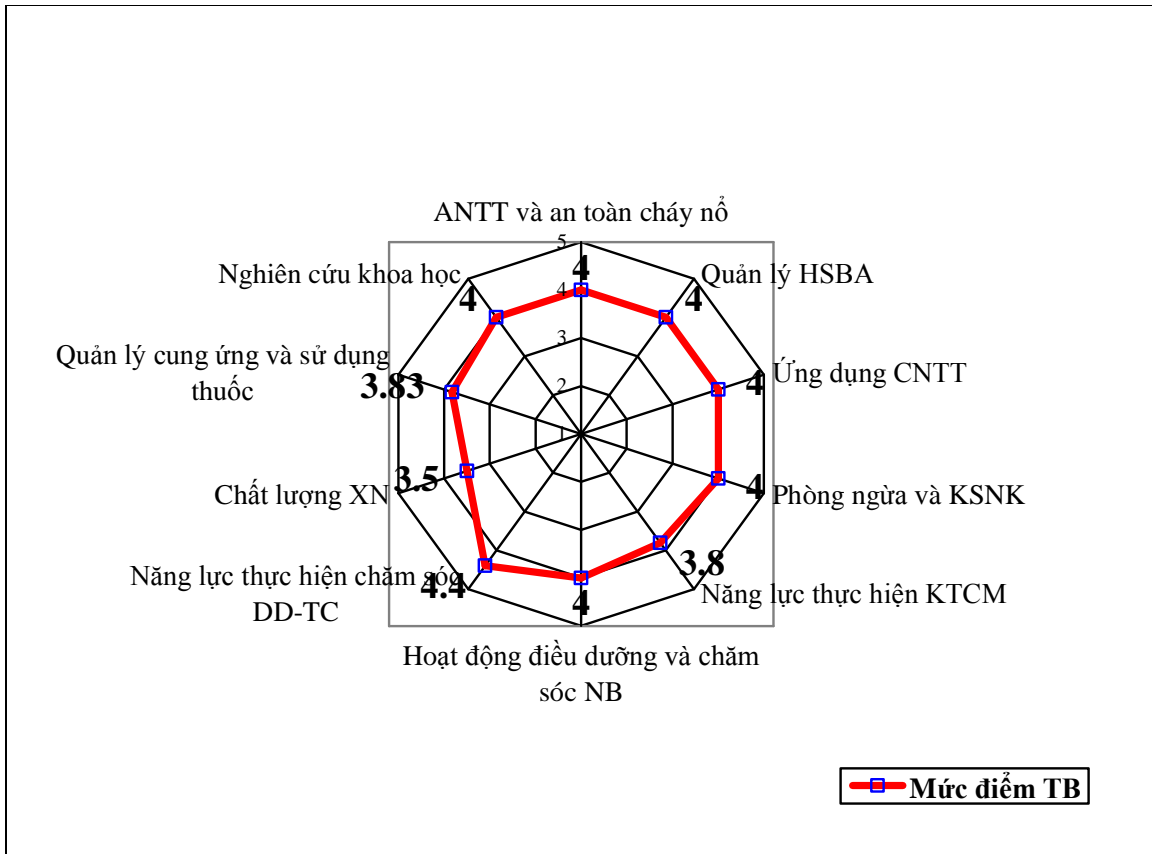 ANTT và an toàn cháy nổ
5
4
4
3
2
1
Quản lý HSBA
4
Ứng dụng CNTT
4
Phòng ngừa và KSNK
4
3.8
Năng lực thực hiện KTCM
4
Hoạt động điều dưỡng và chăm
sóc NB
Năng lực thực hiện chăm sóc
DD-TC
4.4
Chất lượng XN
3.5
Quản lý cung ứng và sử dụng
thuốc
3.83
Nghiên cứu khoa học
4
Mức điểm TB